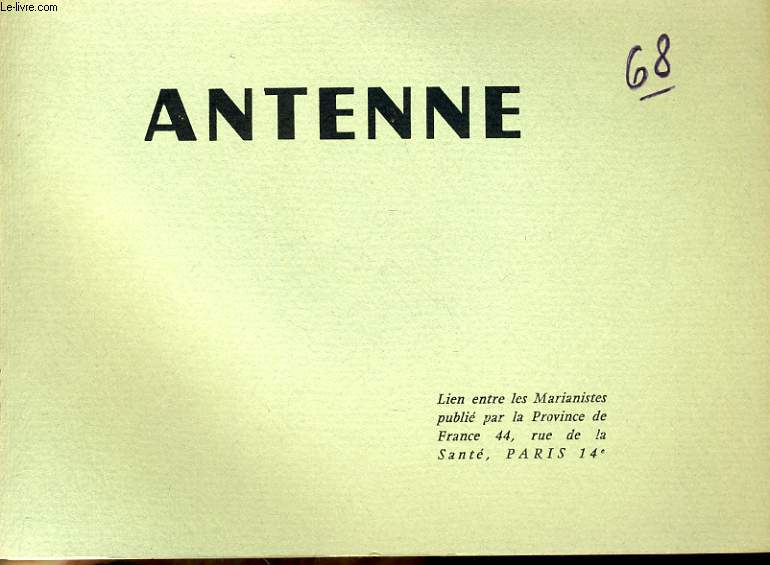 Le-livre.com
68
ANTENNE
Lien entre les Marianistes
publié par la Province de
France 44, rue de la
Santé, PARIS 14e